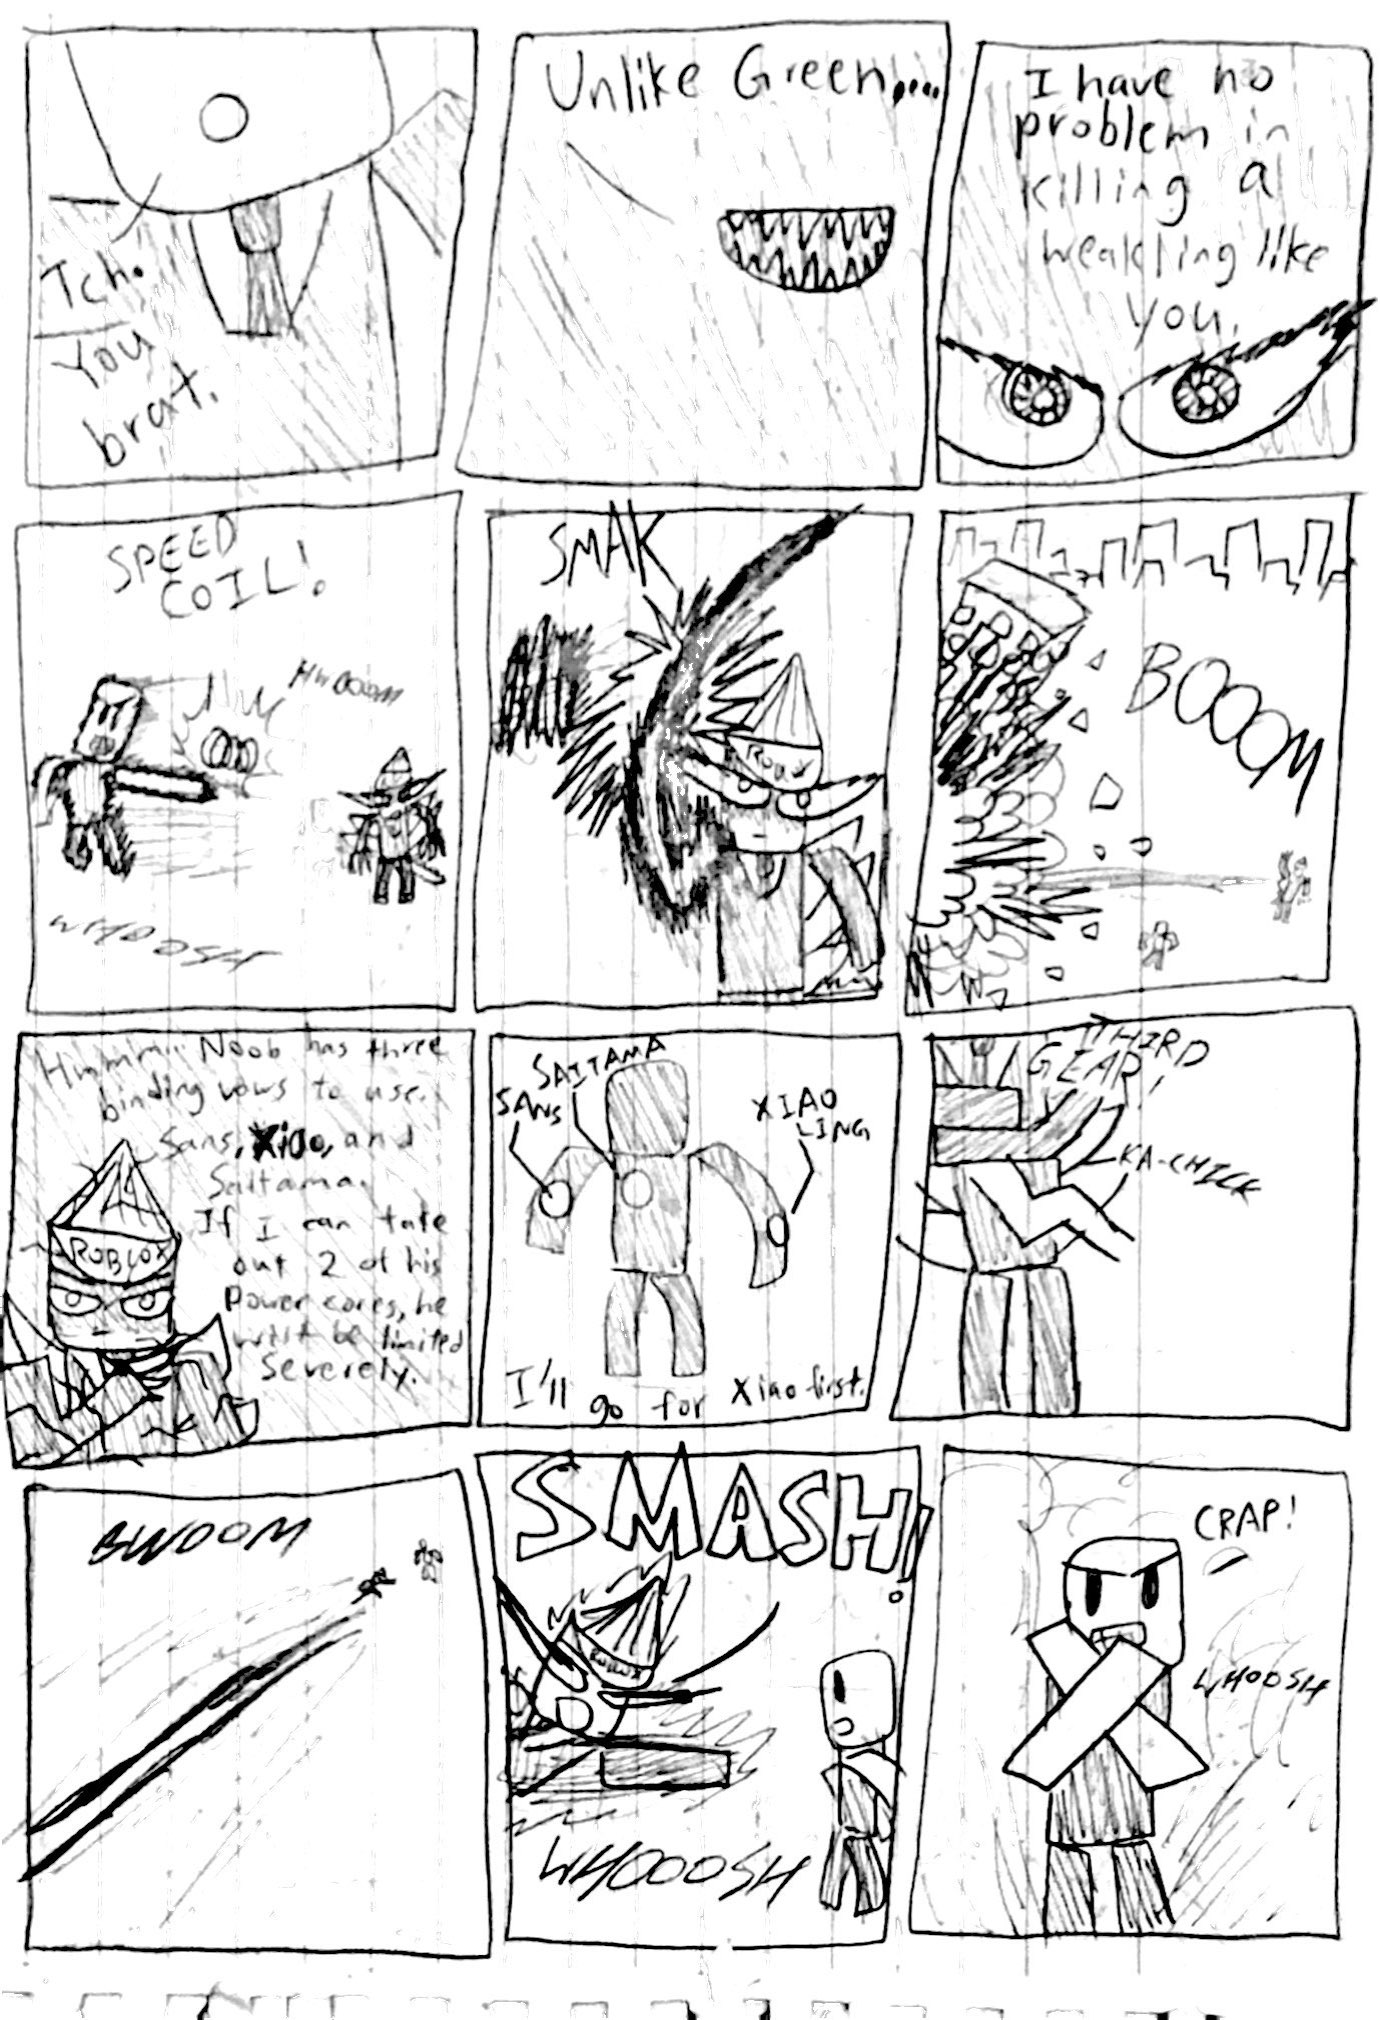 Tch.
You
brat.
Unlike Green.....
I have no
problem in
killing a
weakling like
you.
SPEED
COIL!
HWOOOM
WHOOSH
SMAK
ROBLOX
BOOOM
Hmmm... Noob has three
binding vows to use.
Sans, Xiao, and
Saitama.
If I can take
out 2 of his
Power cores, he
will be limited
Severely.
ROBLOX
SAITAMA
SANS
XIAO
LING
I'll go for Xiao first.
THIRD
GEAR!
KA-CHICK
BWOOM
SMASH!
ROBLOX
WHOOOSH
CRAP!
WHOOSH